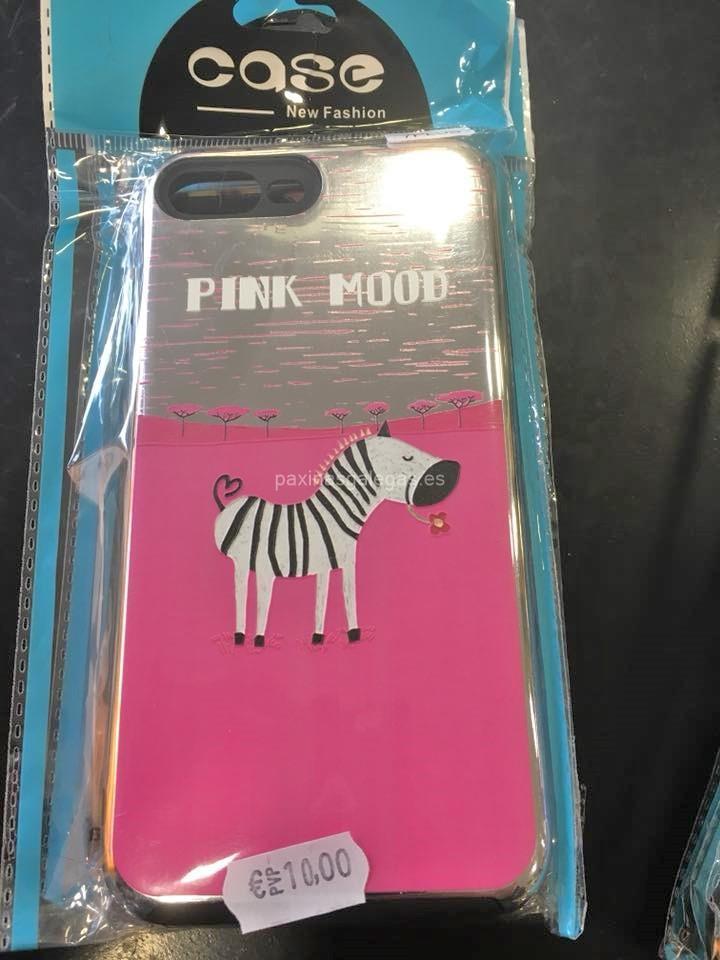 case
New Fashion
PINK MOOD
paxinasgalegas.es
€ PVP 10,00